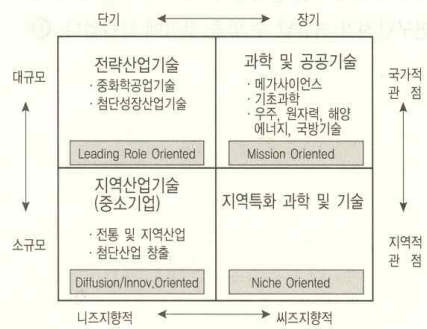 단기
장기
대규모
소규모
전략산업기술
· 중화학공업기술
· 첨단성장산업기술
Leading Role Oriented
과학 및 공공기술
· 메가사이언스
· 기초과학
· 우주, 원자력, 해양
에너지, 국방기술
Mission Oriented
국가적
관 점
지역산업기술
(중소기업)
· 전통 및 지역산업
· 첨단산업 창출
Diffusion/Innov.Oriented
지역특화 과학 및 기술
Niche Oriented
지역적
관 점
니즈지향적
씨즈지향적